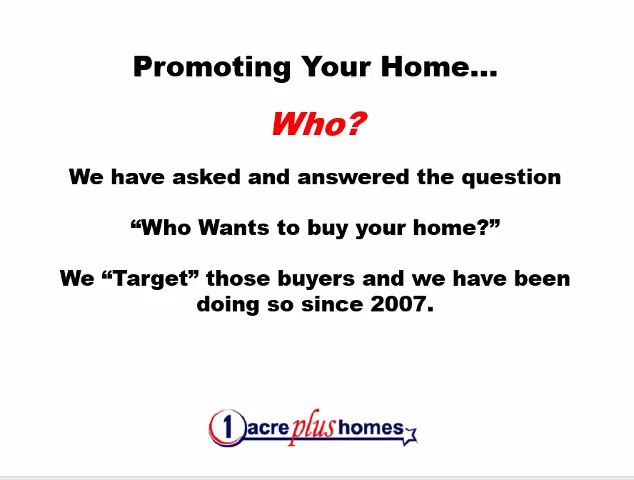 Promoting Your Home...
Who?
We have asked and answered the question
“Who Wants to buy your home?”
We “Target” those buyers and we have been
doing so since 2007.
1 acre plus homes